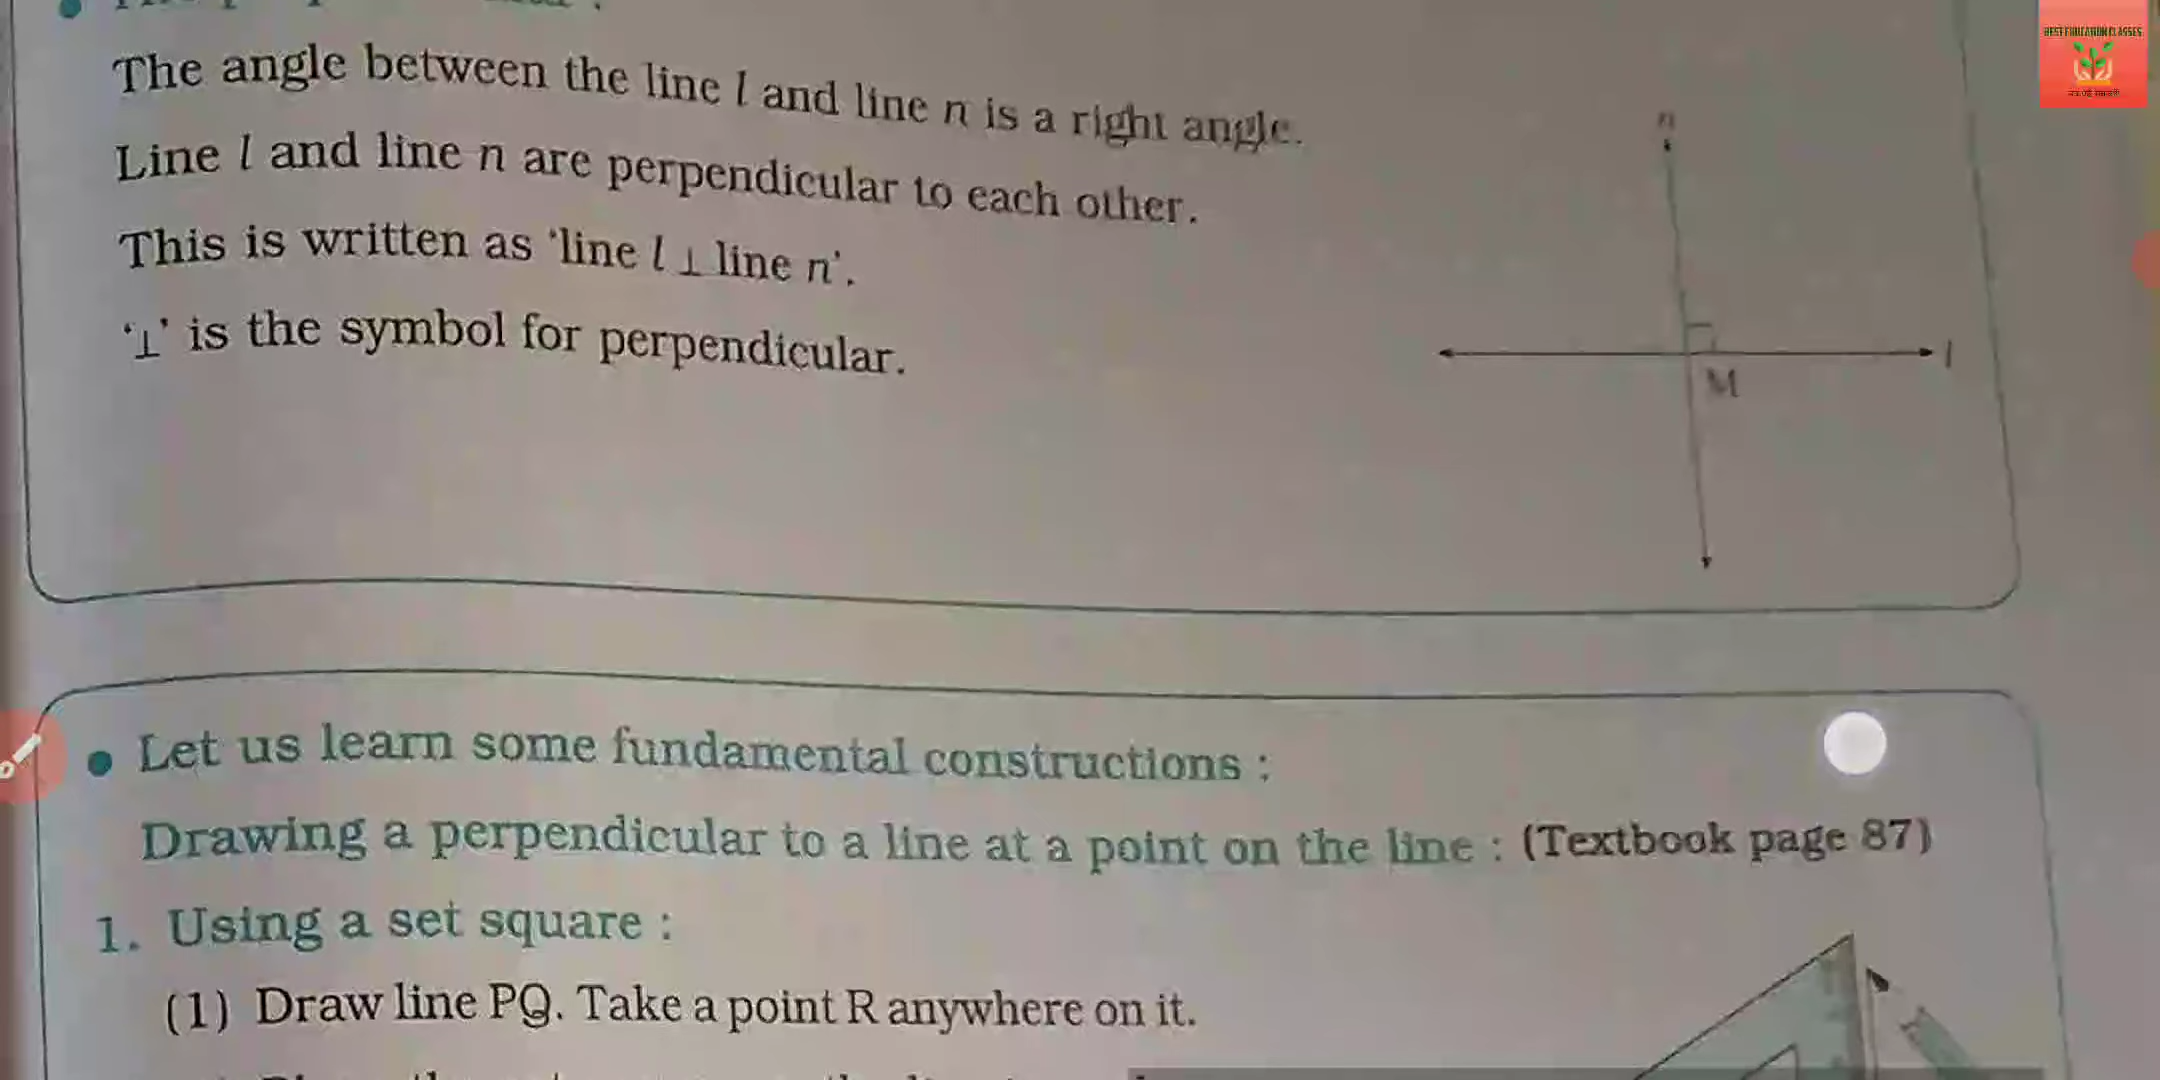 The angle between the line l and line n is a right angle.
Line l and line n are perpendicular to each other.
This is written as ‘line l ⊥ line n’.
‘⊥’ is the symbol for perpendicular.
n
l
M
• Let us learn some fundamental constructions :
Drawing a perpendicular to a line at a point on the line : (Textbook page 87)
1. Using a set square :
(1) Draw line PQ. Take a point R anywhere on it.
BEST EDUCATION CLASSES